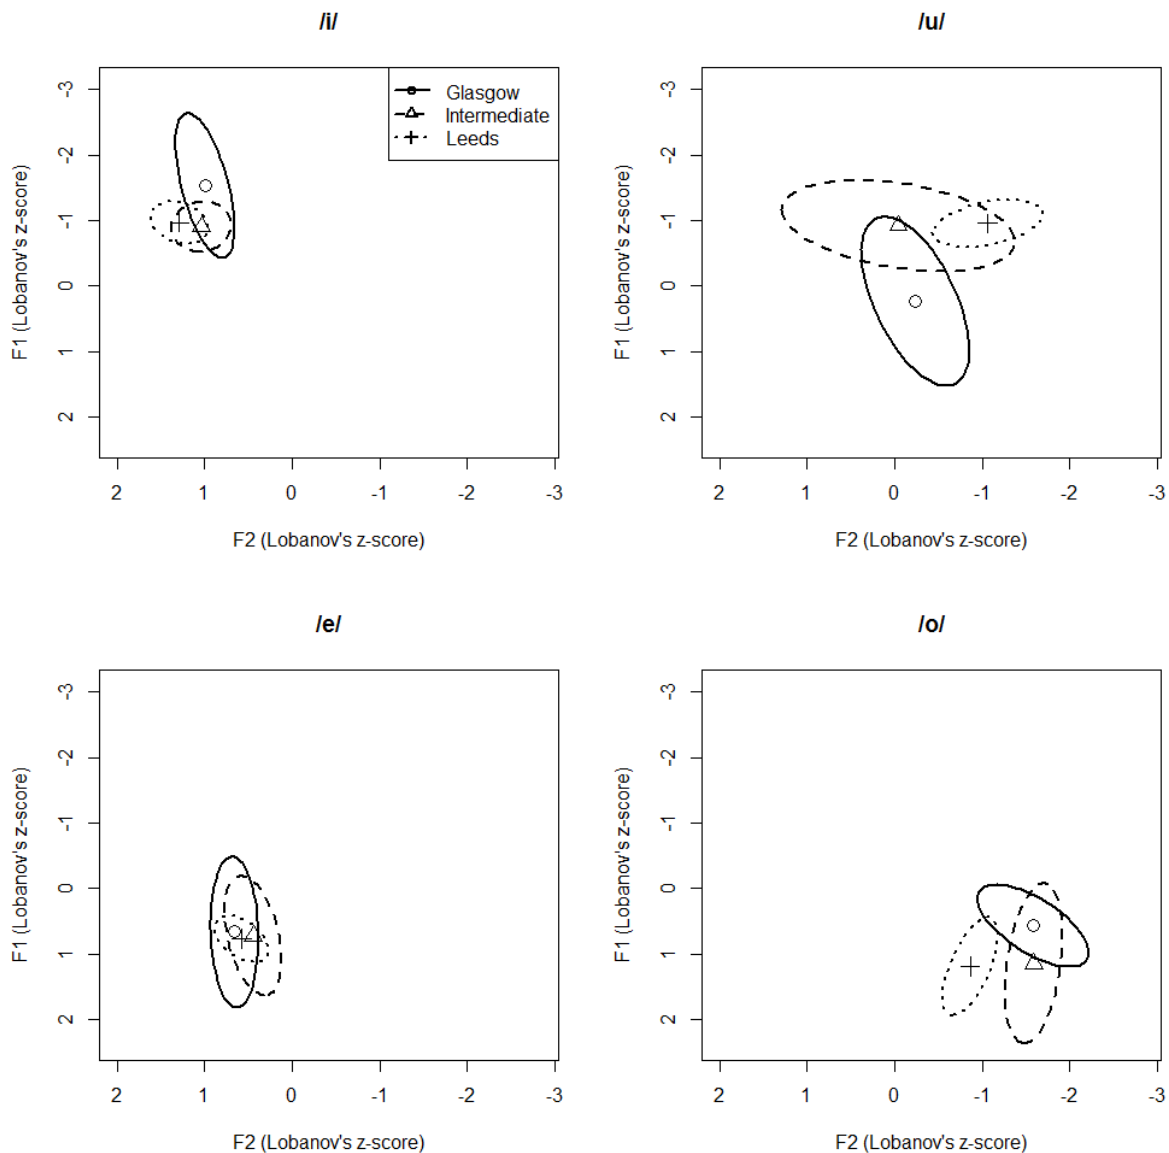 /i/
-3
-2
-1
0
1
2
F1 (Lobanov's z-score)
Glasgow
Intermediate
Leeds
2 1 0 -1 -2 -3
F2 (Lobanov's z-score)
/u/
-3
-2
-1
0
1
2
F1 (Lobanov's z-score)
2 1 0 -1 -2 -3
F2 (Lobanov's z-score)
/e/
-3
-2
-1
0
1
2
F1 (Lobanov's z-score)
2 1 0 -1 -2 -3
F2 (Lobanov's z-score)
/o/
-3
-2
-1
0
1
2
F1 (Lobanov's z-score)
2 1 0 -1 -2 -3
F2 (Lobanov's z-score)